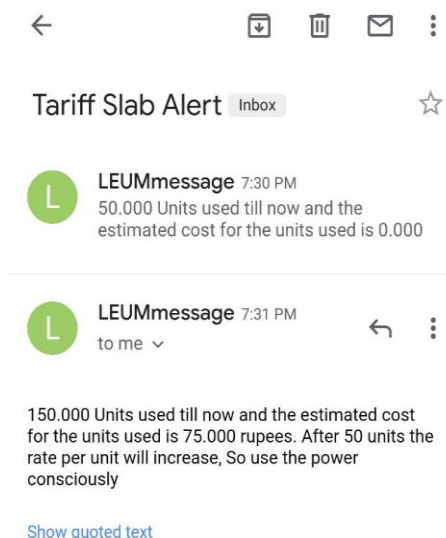 Tariff Slab Alert Inbox
L
LEUMmessage 7:30 PM
50.000 Units used till now and the
estimated cost for the units used is 0.000
L
LEUMmessage 7:31 PM
to me
150.000 Units used till now and the estimated cost
for the units used is 75.000 rupees. After 50 units the
rate per unit will increase, So use the power
consciously
Show quoted text